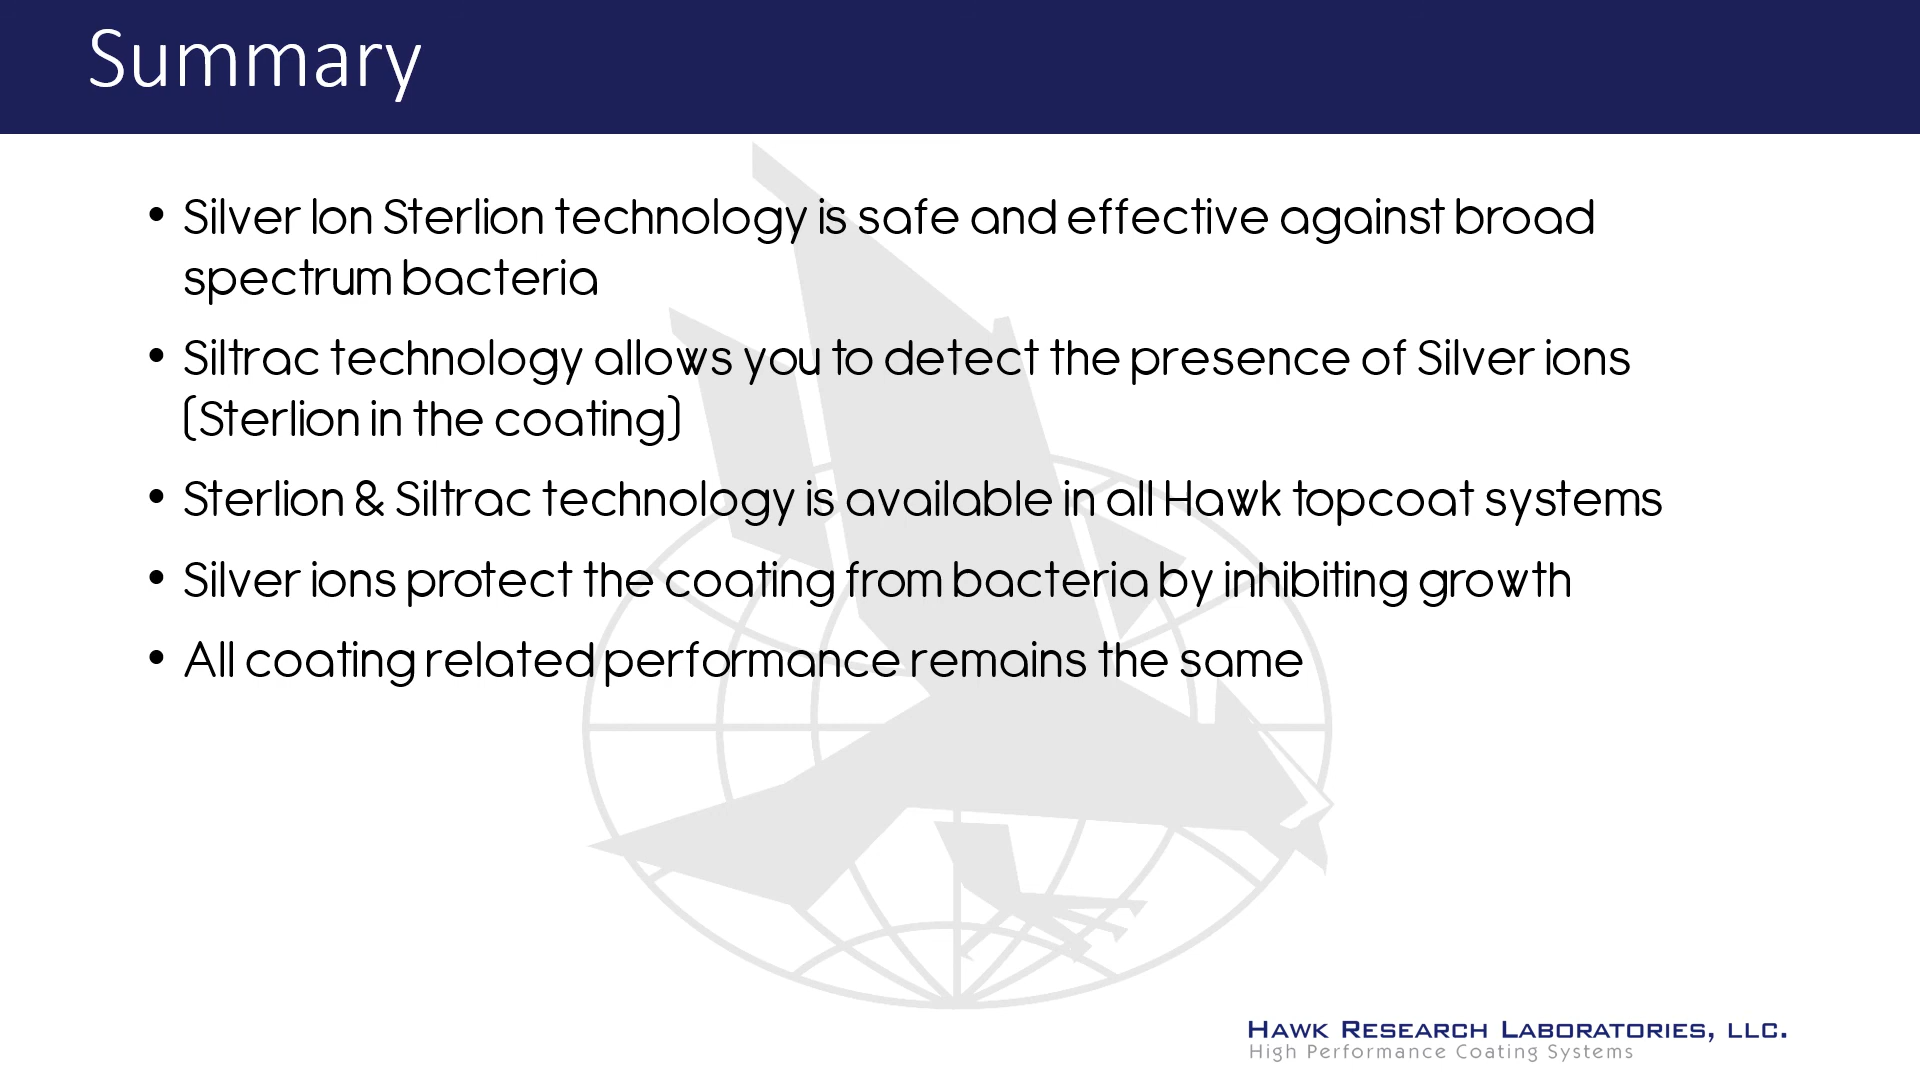 Summary
• Silver Ion Sterlion technology is safe and effective against broad
spectrum bacteria
• Siltrac technology allows you to detect the presence of Silver ions
(Sterlion in the coating)
• Sterlion & Siltrac technology is available in all Hawk topcoat systems
• Silver ions protect the coating from bacteria by inhibiting growth
• All coating related performance remains the same
HAWK RESEARCH LABORATORIES, LLC.
High Performance Coating Systems